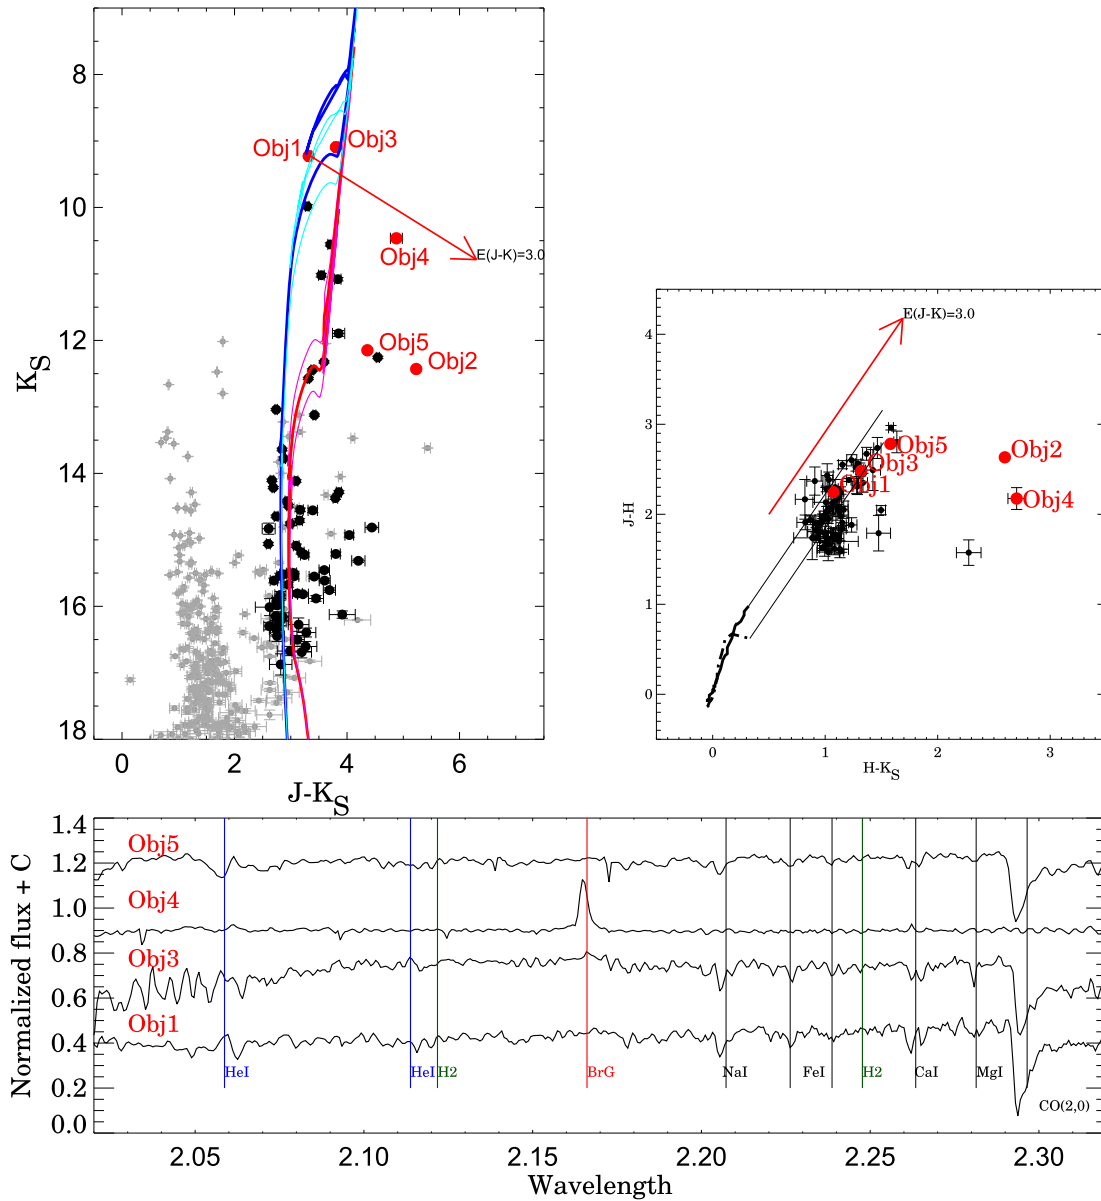 8
10
12
14
16
18
K_S
0
2
4
6
J-K_S
Obj1
Obj3
E(J-K)=3.0
Obj4
Obj5
Obj2
4
3
2
1
0
J-H
0
1
2
3
H-K_S
E(J-K)=3.0
Obj5
Obj3
Obj1
Obj2
Obj4
1.4
1.2
1.0
0.8
0.6
0.4
0.2
0.0
Normalized flux + C
Obj5
Obj4
Obj3
Obj1
HeI
HeI
H2
BrG
NaI
FeI
H2
CaI
MgI
CO(2,0)
2.05
2.10
2.15
2.20
2.25
2.30
Wavelength